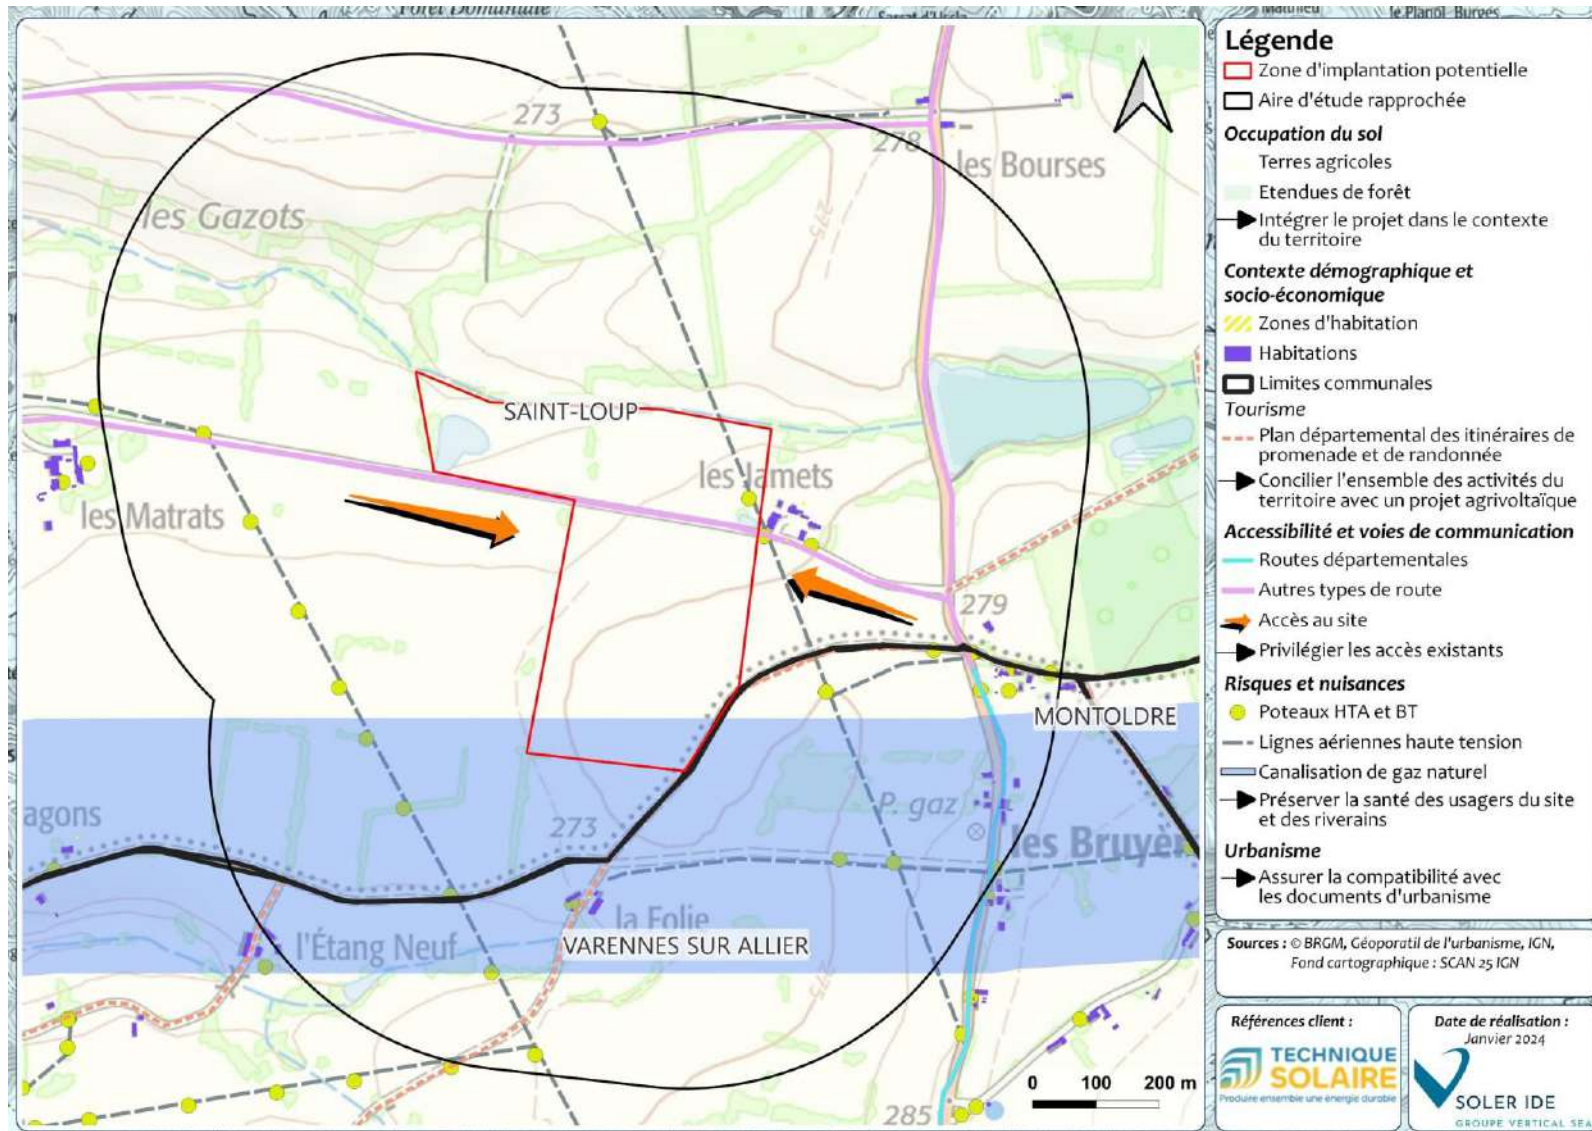 Forêt Domaniale
Sarrat d'Urcla
Mathieu
le Planol
Burges
273
278
les Bourses
275
les Gazots
N
SAINT-LOUP
les Jamets
les Matrats
279
MONTOLDRE
agons
273
P. gaz
les Bruyèr
la Folie
l'Étang Neuf
VARENNES SUR ALLIER
275
285
0 100 200 m
Légende
Zone d'implantation potentielle
Aire d'étude rapprochée
Occupation du sol
Terres agricoles
Etendues de forêt
Intégrer le projet dans le contexte
du territoire
Contexte démographique et
socio-économique
Zones d'habitation
Habitations
Limites communales
Tourisme
Plan départemental des itinéraires de
promenade et de randonnée
Concilier l'ensemble des activités du
territoire avec un projet agrivoltaïque
Accessibilité et voies de communication
Routes départementales
Autres types de route
Accès au site
Privilégier les accès existants
Risques et nuisances
Poteaux HTA et BT
Lignes aériennes haute tension
Canalisation de gaz naturel
Préserver la santé des usagers du site
et des riverains
Urbanisme
Assurer la compatibilité avec
les documents d'urbanisme
Sources : © BRGM, Géoporatil de l'urbanisme, IGN,
Fond cartographique : SCAN 25 IGN
Références client :
TECHNIQUE
SOLAIRE
Produire ensemble une énergie durable
Date de réalisation :
Janvier 2024
SOLER IDE
GROUPE VERTICAL SEA